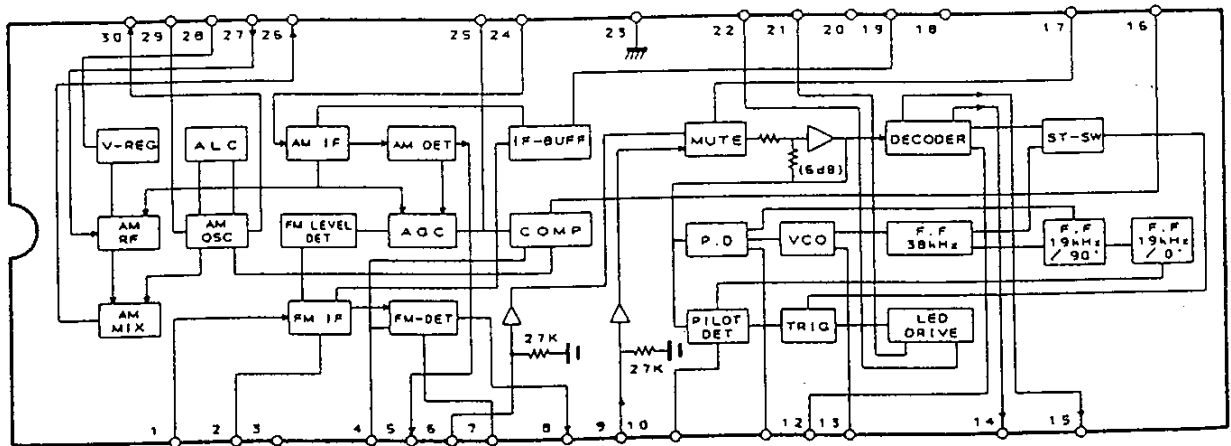 30 29 28 27 26 25 24 23 22 21 20 19 18 17 16
V-REG
ALC
AM IF
AM DET
IF-BUFF
MUTE
(6dB)
DECODER
ST-SW
AM
RF
AM
OSC
FM LEVEL
DET
AGC
COMP
P.D
VCO
F.F
38kHz
F.F
19kHz
/90°
F.F
19kHz
/0°
AM
MIX
FM IF
FM-DET
27K
27K
PILOT
DET
TRIG
LED
DRIVE
1 2 3 4 5 6 7 8 9 10 12 13 14 15